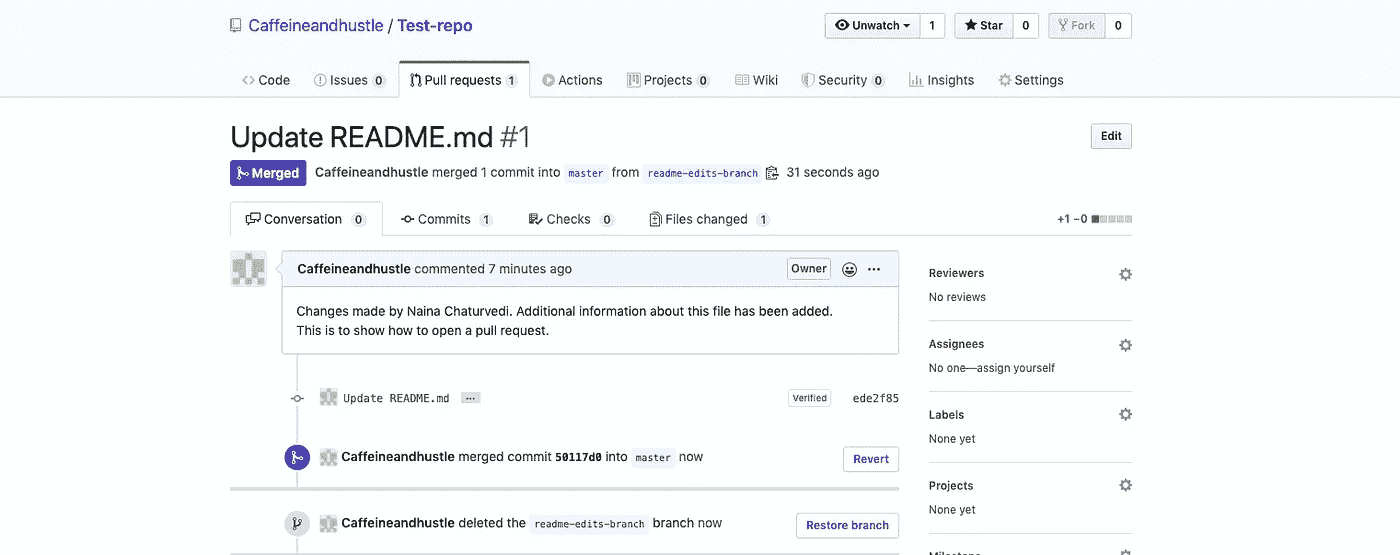 Caffeineandhustle / Test-repo
Unwatch 1 Star 0 Fork 0
Code Issues 0 Pull requests 1 Actions Projects 0 Wiki Security 0 Insights Settings
Update README.md #1
Edit
Merged Caffeineandhustle merged 1 commit into master from readme-edits-branch 31 seconds ago
Conversation 0 Commits 1 Checks 0 Files changed 1 +1 −0
Caffeineandhustle commented 7 minutes ago Owner ...
Changes made by Naina Chaturvedi. Additional information about this file has been added.
This is to show how to open a pull request.
Update README.md ... Verified ede2f85
Caffeineandhustle merged commit 50117d0 into master now Revert
Caffeineandhustle deleted the readme-edits-branch branch now Restore branch
Reviewers
No reviews
Assignees
No one—assign yourself
Labels
None yet
Projects
None yet